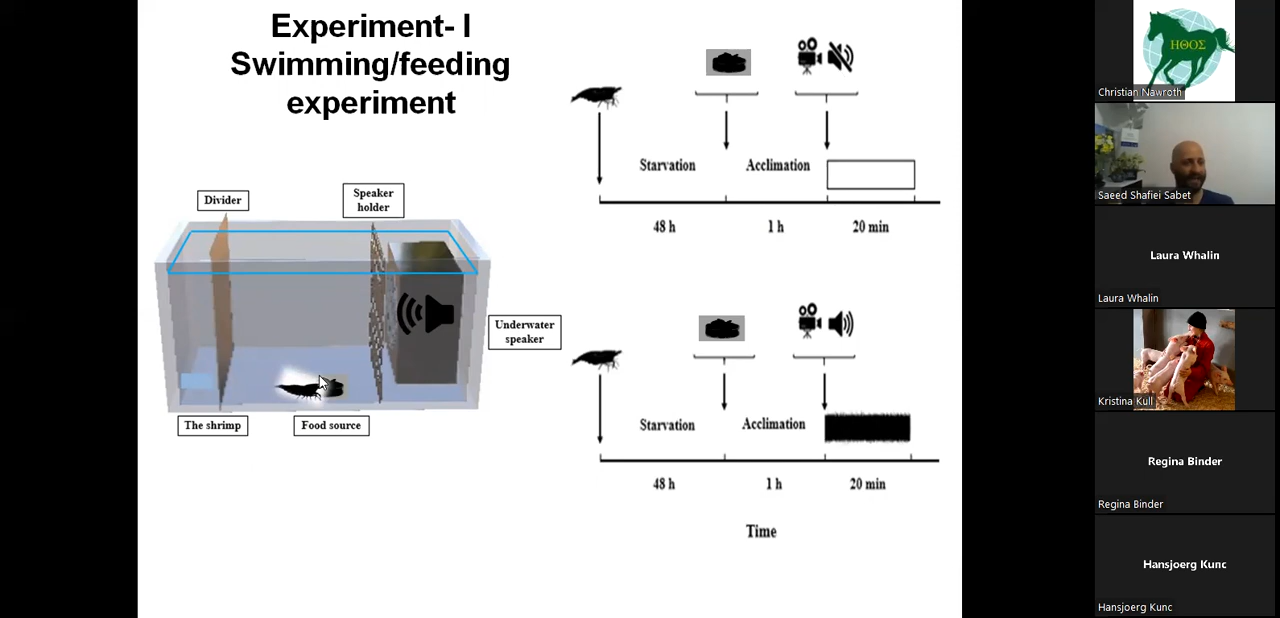 Experiment- I
Swimming/feeding
experiment
Divider
Speaker
holder
Underwater
speaker
The shrimp
Food source
Starvation
Acclimation
48 h
1 h
20 min
Starvation
Acclimation
48 h
1 h
20 min
Time
ΗΘΟΣ
Christian Nawroth
Saeed Shafiei Sabet
Laura Whalin
Laura Whalin
Kristina Kull
Regina Binder
Regina Binder
Hansjoerg Kunc
Hansjoerg Kunc